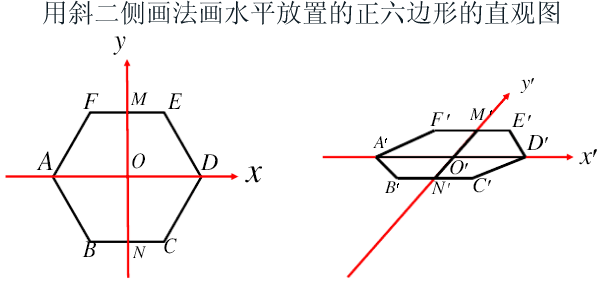 用斜二侧画法画水平放置的正六边形的直观图
y
F M E
A O D x
B N C
y′
F′ M′ E′
A′ O′ D′ x′
B′ N′ C′